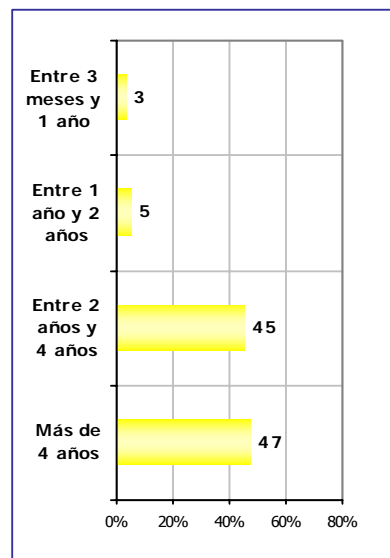 Entre 3
meses y
1 año
3
Entre 1
año y 2
años
5
Entre 2
años y
4 años
45
Más de
4 años
47
0% 20% 40% 60% 80%